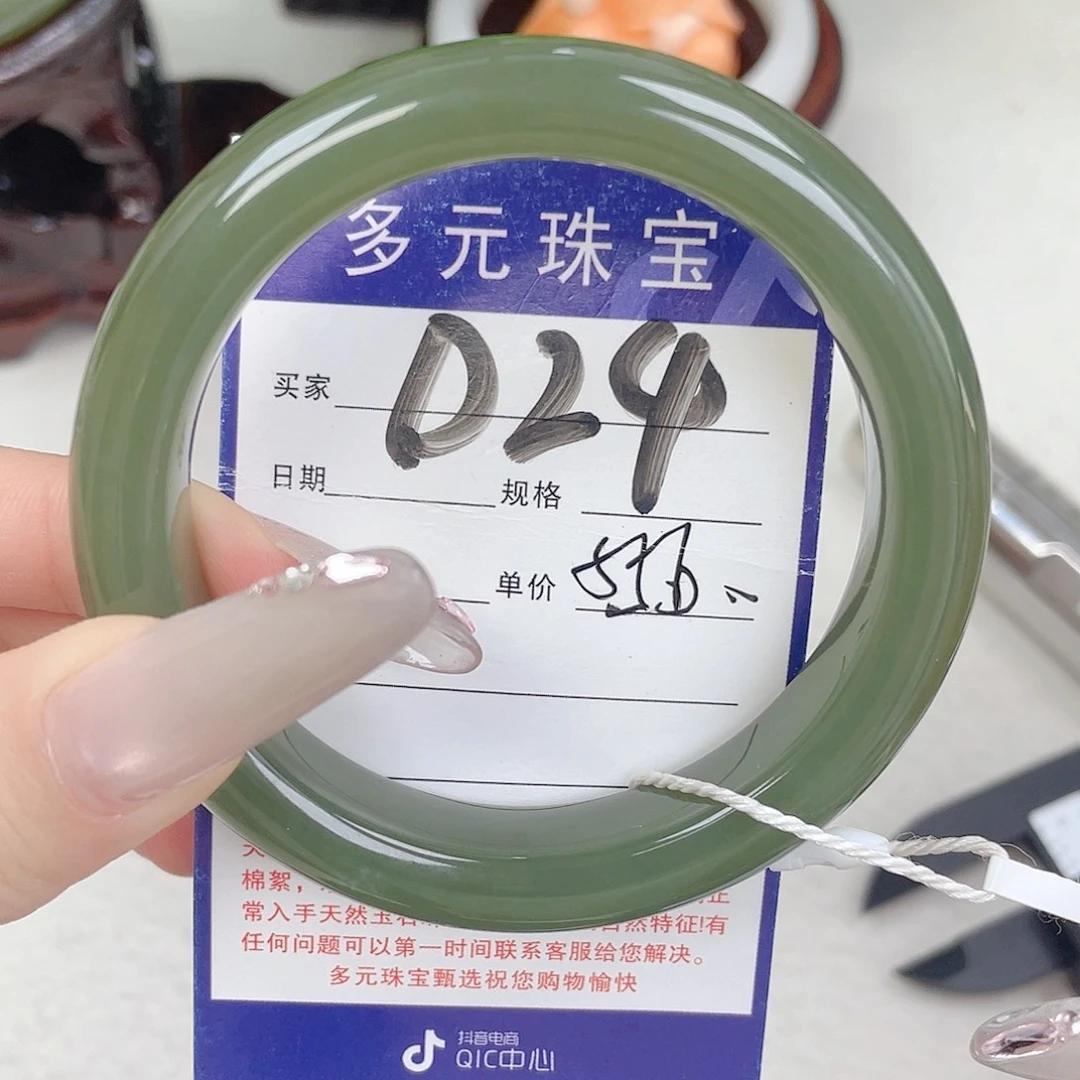 多元珠宝
买家 D24
日期 规格
单价
天
棉絮，
常入手天然玉石 自然特征!有
任何问题可以第一时间联系客服给您解决。
多元珠宝甄选祝您购物愉快
抖音电商
QIC中心